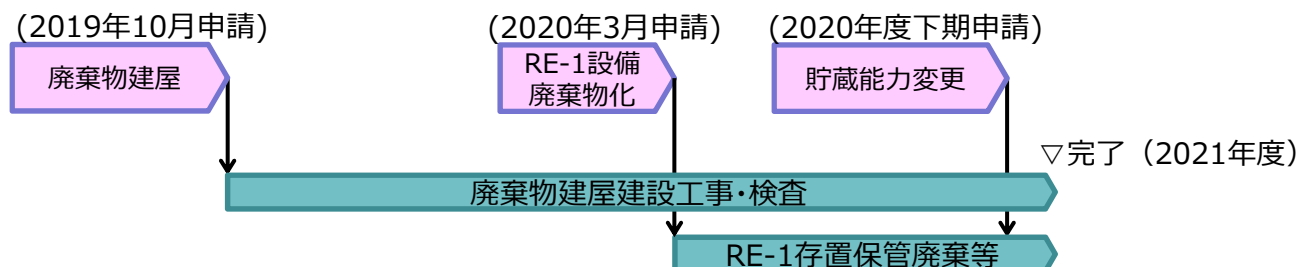 (2019年10月申請)
(2020年3月申請)
(2020年度下期申請)
廃棄物建屋
RE-1設備
廃棄物化
貯蔵能力変更
▽完了（2021年度）
廃棄物建屋建設工事･検査
RE-1存置保管廃棄等